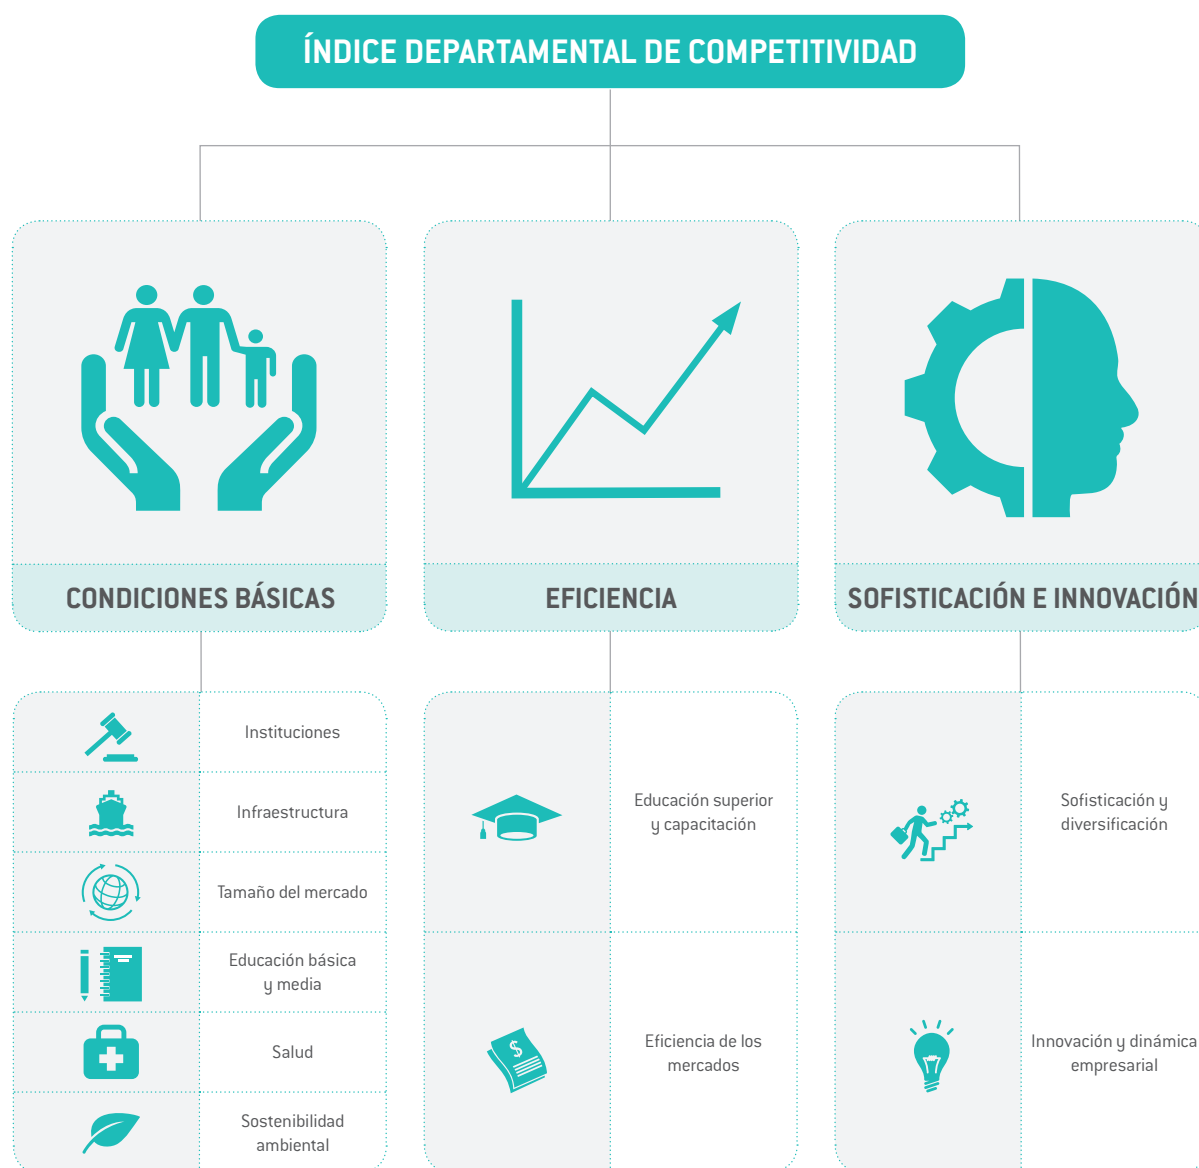 ÍNDICE DEPARTAMENTAL DE COMPETITIVIDAD
CONDICIONES BÁSICAS
EFICIENCIA
SOFISTICACIÓN E INNOVACIÓN
Instituciones
Infraestructura
Tamaño del mercado
Educación básica
y media
Salud
Sostenibilidad
ambiental
Educación superior
y capacitación
$
Eficiencia de los
mercados
Sofisticación y
diversificación
Innovación y dinámica
empresarial